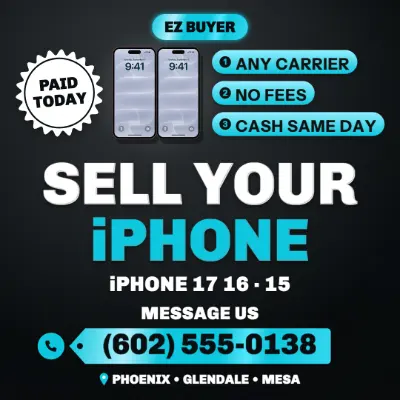 EZ BUYER
PAID
TODAY
9:41
9:41
1 ANY CARRIER
2 NO FEES
3 CASH SAME DAY
SELL YOUR
iPHONE
iPHONE 17 16 · 15
MESSAGE US
(602) 555-0138
PHOENIX • GLENDALE • MESA